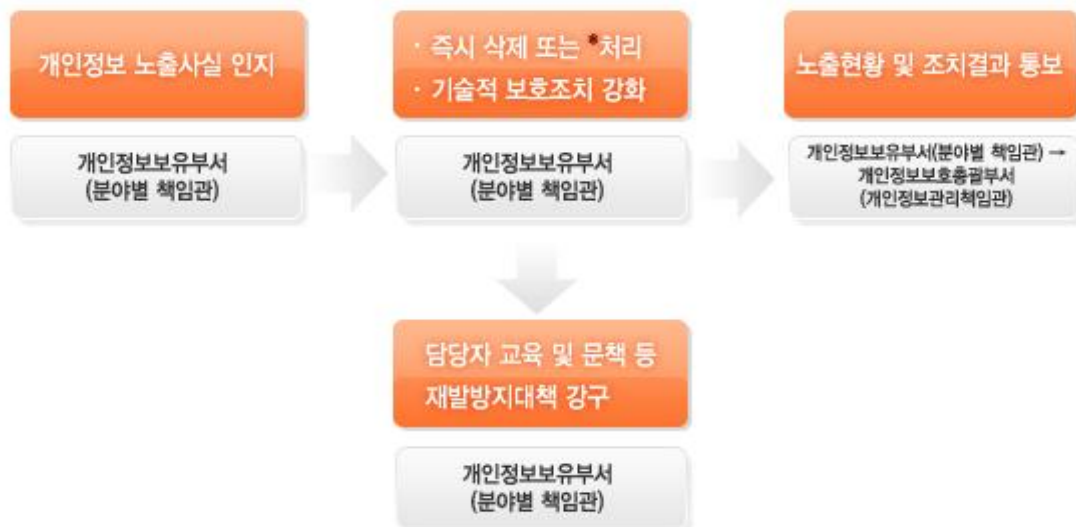 개인정보 노출사실 인지
개인정보보유부서
(분야별 책임관)
· 즉시 삭제 또는 *처리
· 기술적 보호조치 강화
개인정보보유부서
(분야별 책임관)
노출현황 및 조치결과 통보
개인정보보유부서(분야별 책임관) →
개인정보보호총괄부서
(개인정보관리책임관)
담당자 교육 및 문책 등
재발방지대책 강구
개인정보보유부서
(분야별 책임관)